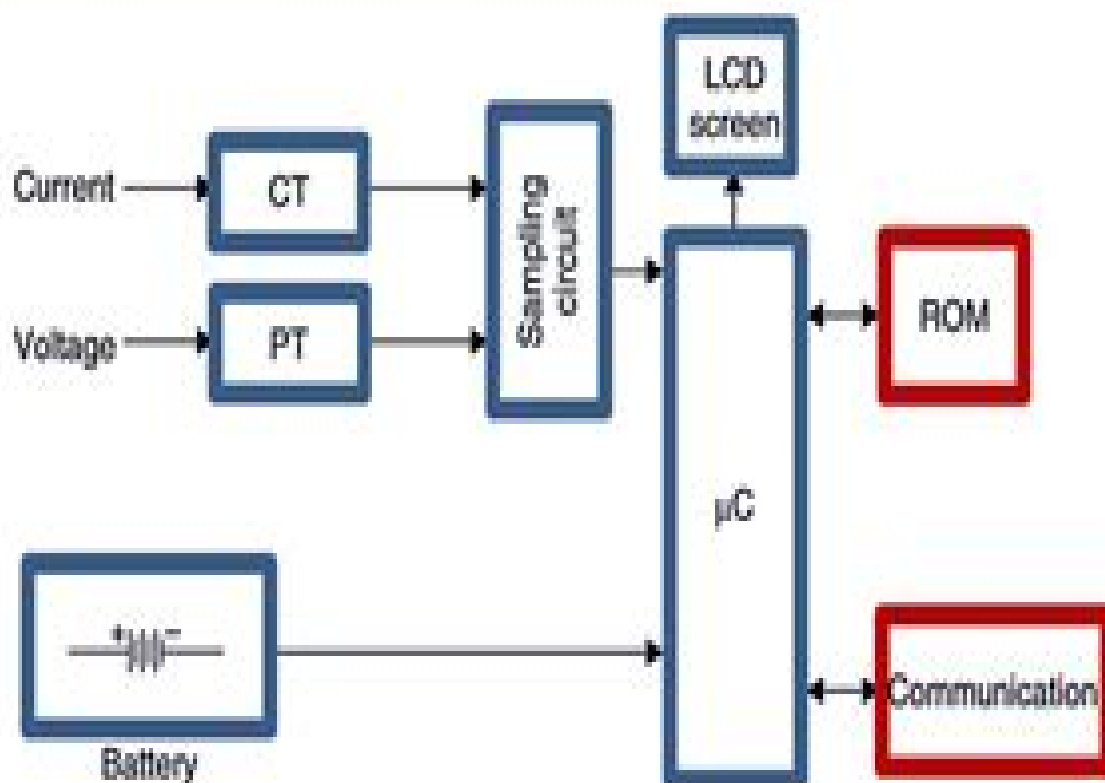 LCD
screen
Current
CT
Sampling
circuit
ROM
Voltage
PT
µC
+ −
Communication
Battery